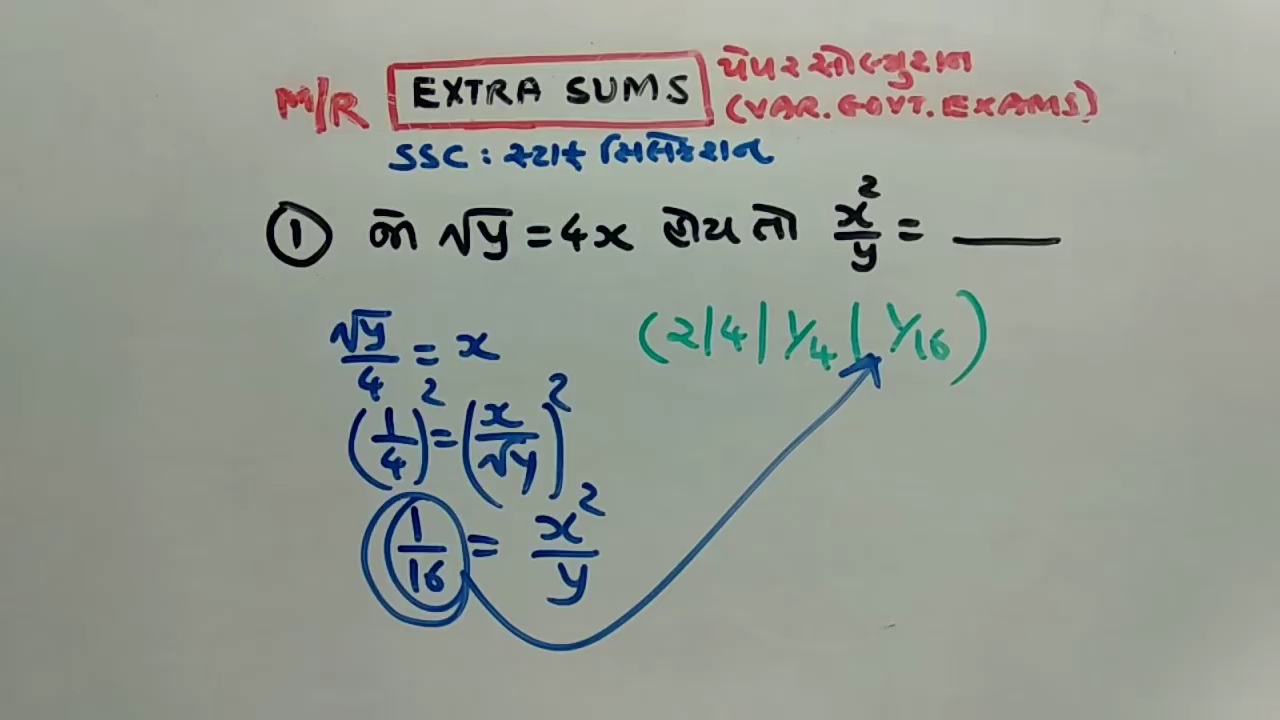 પેપર સોલ્યુશન
M/R EXTRA SUMS (VAR. GOVT. EXAMS)
SSC : સ્ટાફ સિલેકશન
① જો √y = 4x હોય તો x²/y = ____
(2|4|1/4|1/16)
√y/4 = x
(1/4)² = (x/√y)²
1/16 = x²/y